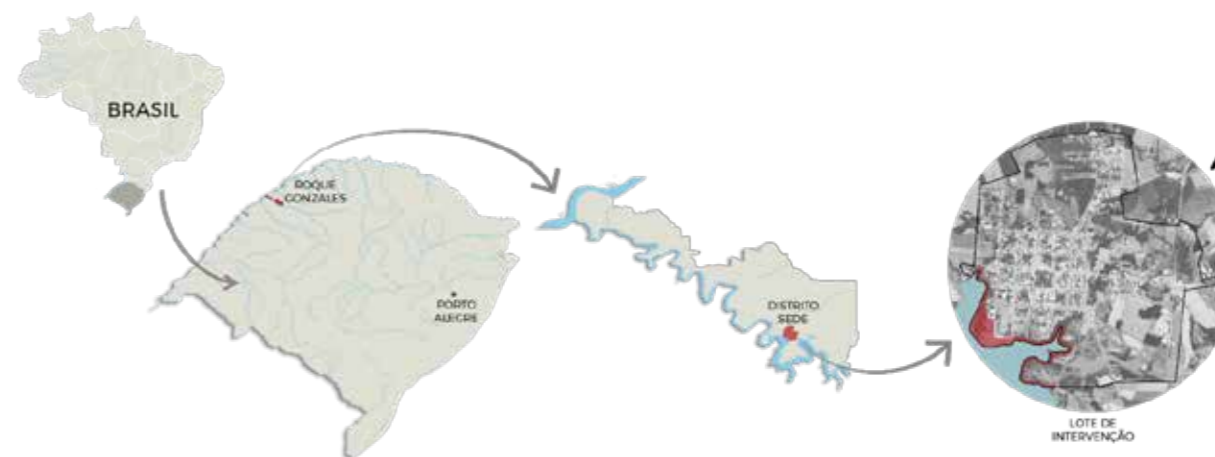 BRASIL
ROQUE
GONZALES
PORTO
ALEGRE
DISTRITO
SEDE
LOTE DE
INTERVENÇÃO